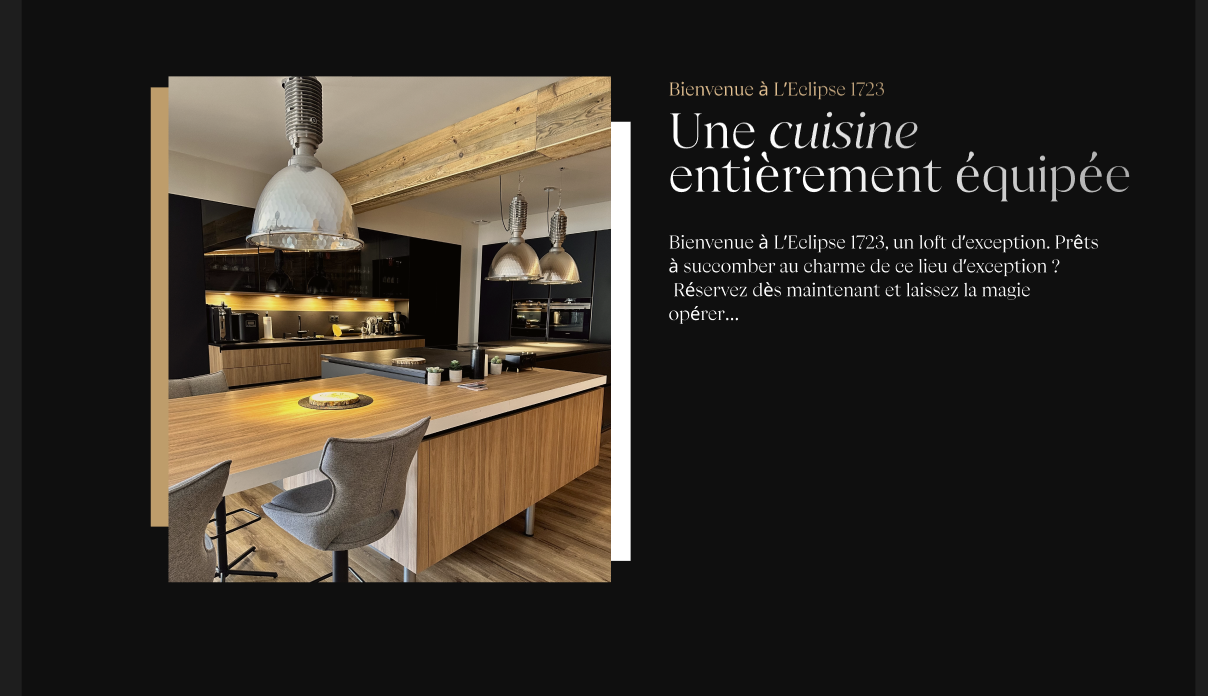 Bienvenue à L'Eclipse 1723
Une cuisine
entièrement équipée
Bienvenue à L'Eclipse 1723, un loft d'exception. Prêts
à succomber au charme de ce lieu d'exception ?
Réservez dès maintenant et laissez la magie
opérer...